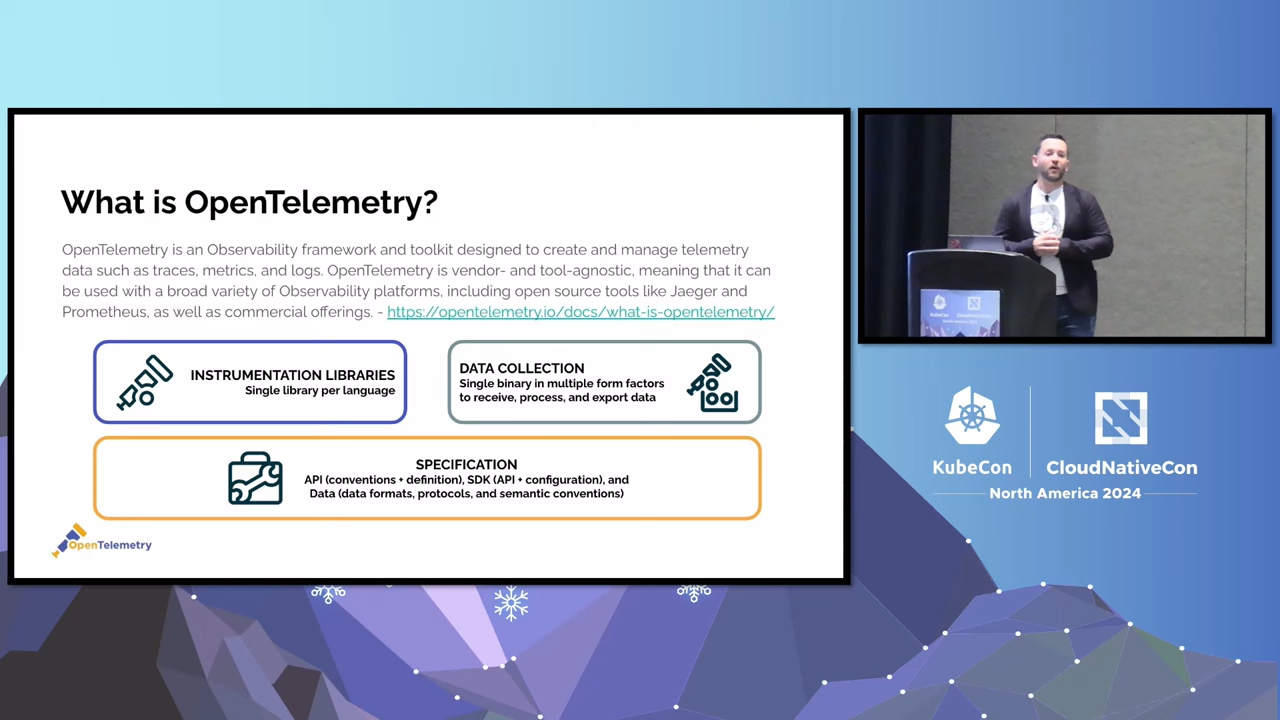 What is OpenTelemetry?
OpenTelemetry is an Observability framework and toolkit designed to create and manage telemetry
data such as traces, metrics, and logs. OpenTelemetry is vendor- and tool-agnostic, meaning that it can
be used with a broad variety of Observability platforms, including open source tools like Jaeger and
Prometheus, as well as commercial offerings. - https://opentelemetry.io/docs/what-is-opentelemetry/
INSTRUMENTATION LIBRARIES
Single library per language
DATA COLLECTION
Single binary in multiple form factors
to receive, process, and export data
SPECIFICATION
API (conventions + definition), SDK (API + configuration), and
Data (data formats, protocols, and semantic conventions)
OpenTelemetry
KubeCon CloudNativeCon
North America 2024
KubeCon CloudNativeCon
North America 2024